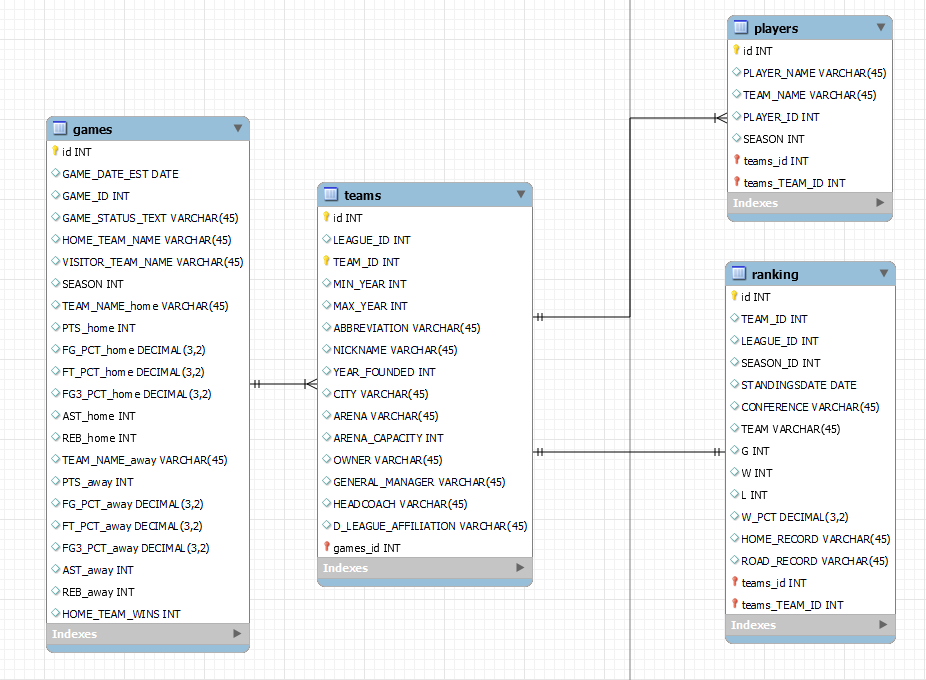 games
id INT
GAME_DATE_EST DATE
GAME_ID INT
GAME_STATUS_TEXT VARCHAR(45)
HOME_TEAM_NAME VARCHAR(45)
VISITOR_TEAM_NAME VARCHAR(45)
SEASON INT
TEAM_NAME_home VARCHAR(45)
PTS_home INT
FG_PCT_home DECIMAL(3,2)
FT_PCT_home DECIMAL(3,2)
FG3_PCT_home DECIMAL(3,2)
AST_home INT
REB_home INT
TEAM_NAME_away VARCHAR(45)
PTS_away INT
FG_PCT_away DECIMAL(3,2)
FT_PCT_away DECIMAL(3,2)
FG3_PCT_away DECIMAL(3,2)
AST_away INT
REB_away INT
HOME_TEAM_WINS INT
Indexes
teams
id INT
LEAGUE_ID INT
TEAM_ID INT
MIN_YEAR INT
MAX_YEAR INT
ABBREVIATION VARCHAR(45)
NICKNAME VARCHAR(45)
YEAR_FOUNDED INT
CITY VARCHAR(45)
ARENA VARCHAR(45)
ARENA_CAPACITY INT
OWNER VARCHAR(45)
GENERAL_MANAGER VARCHAR(45)
HEADCOACH VARCHAR(45)
D_LEAGUE_AFFILIATION VARCHAR(45)
games_id INT
Indexes
players
id INT
PLAYER_NAME VARCHAR(45)
TEAM_NAME VARCHAR(45)
PLAYER_ID INT
SEASON INT
teams_id INT
teams_TEAM_ID INT
Indexes
ranking
id INT
TEAM_ID INT
LEAGUE_ID INT
SEASON_ID INT
STANDINGSDATE DATE
CONFERENCE VARCHAR(45)
TEAM VARCHAR(45)
G INT
W INT
L INT
W_PCT DECIMAL(3,2)
HOME_RECORD VARCHAR(45)
ROAD_RECORD VARCHAR(45)
teams_id INT
teams_TEAM_ID INT
Indexes